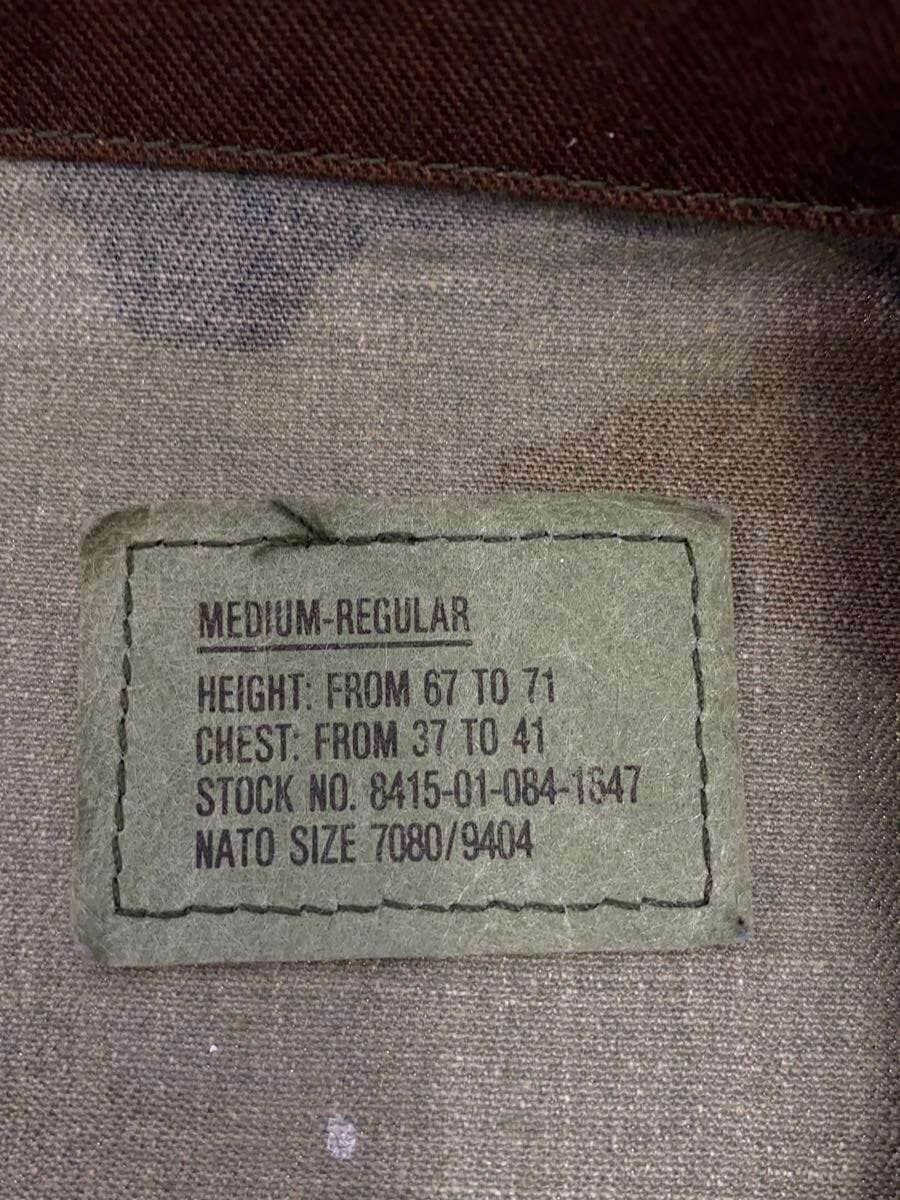 MEDIUM-REGULAR
HEIGHT: FROM 67 TO 71
CHEST: FROM 37 TO 41
STOCK NO. 8415-01-084-1647
NATO SIZE 7080/9404